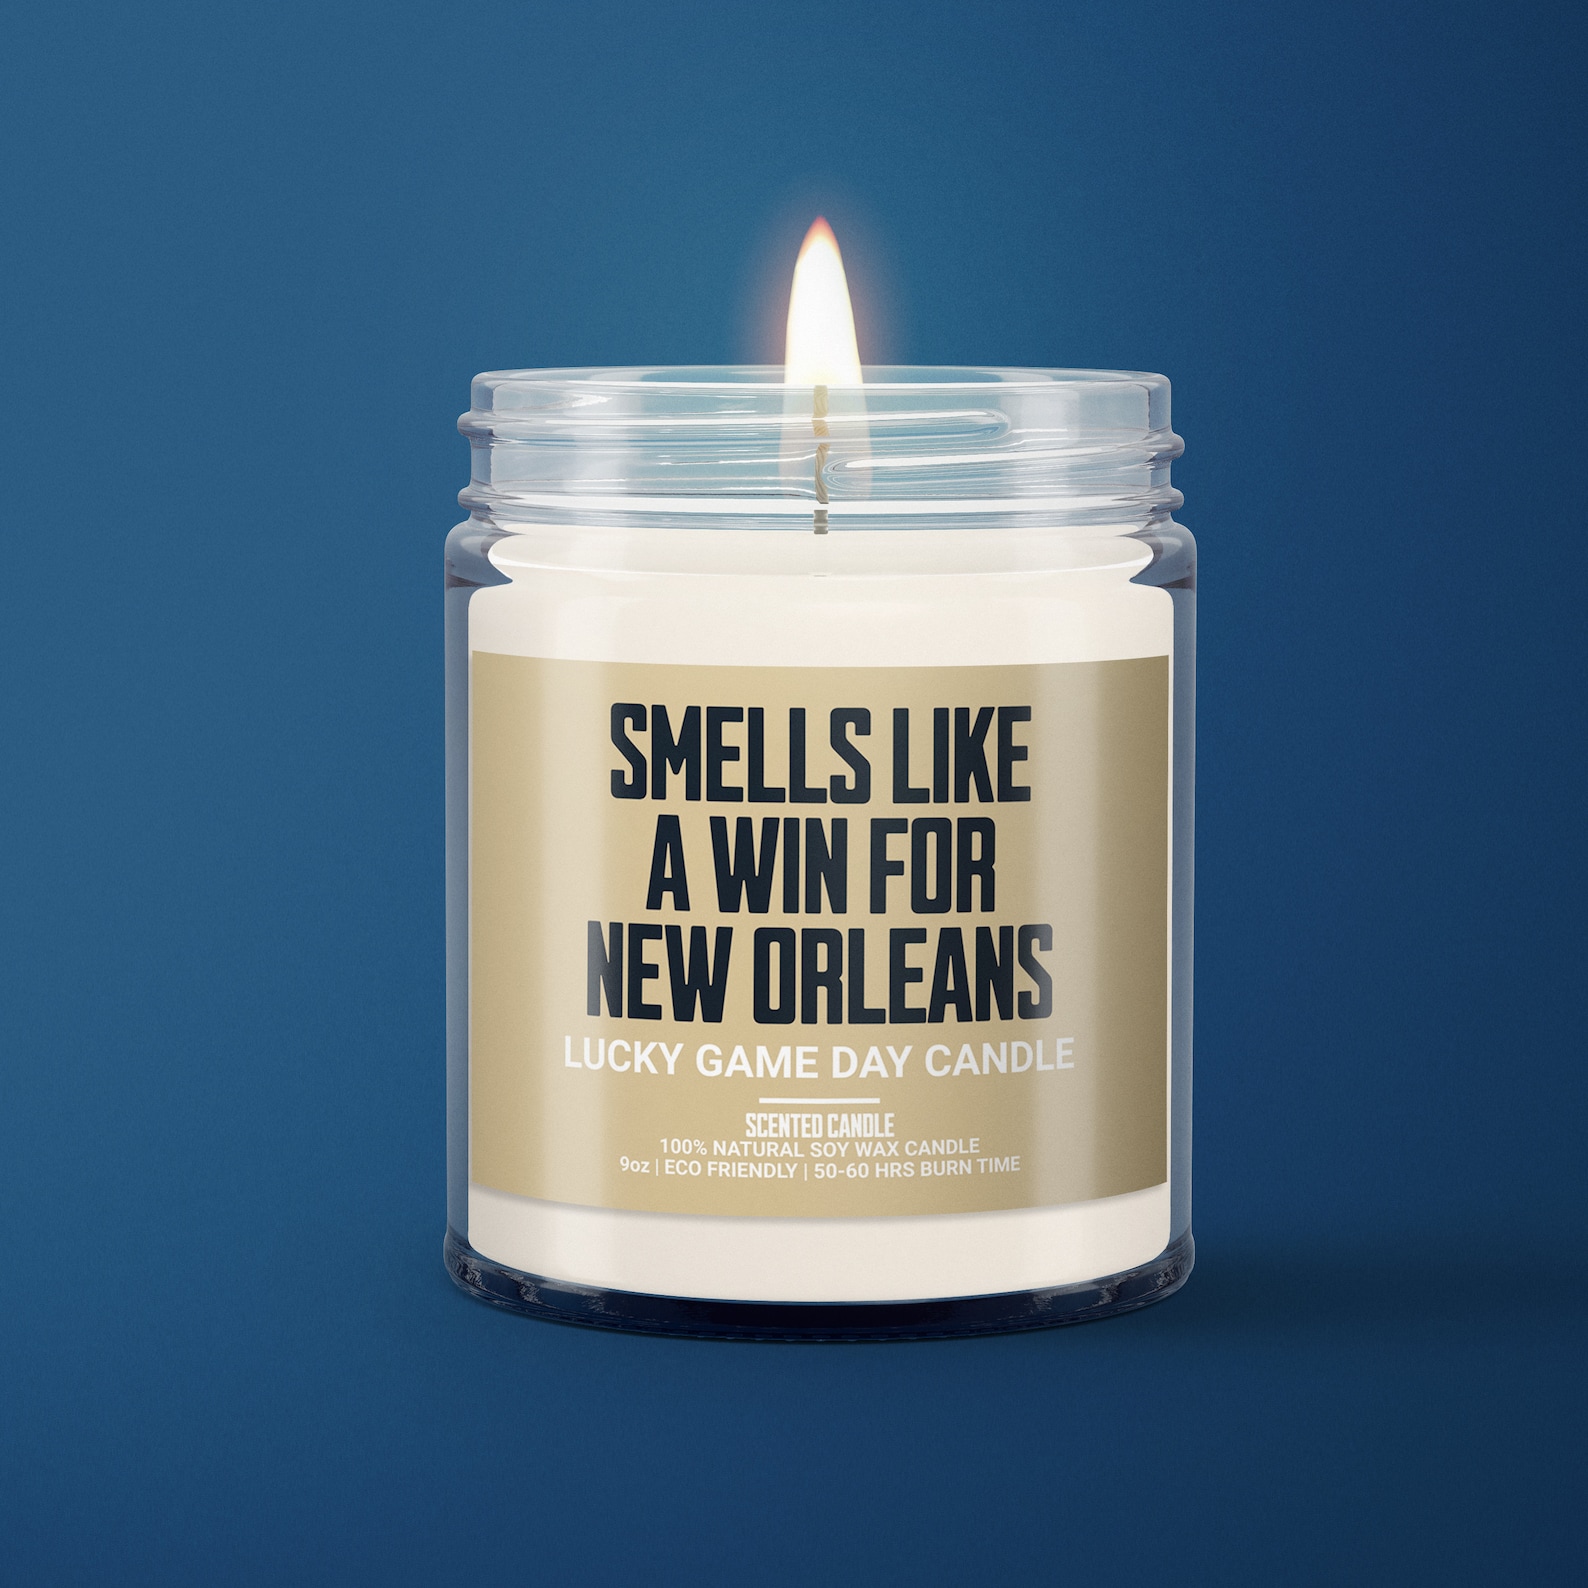 SMELLS LIKE
A WIN FOR
NEW ORLEANS
LUCKY GAME DAY CANDLE
SCENTED CANDLE
100% NATURAL SOY WAX CANDLE
9oz | ECO FRIENDLY | 50-60 HRS BURN TIME